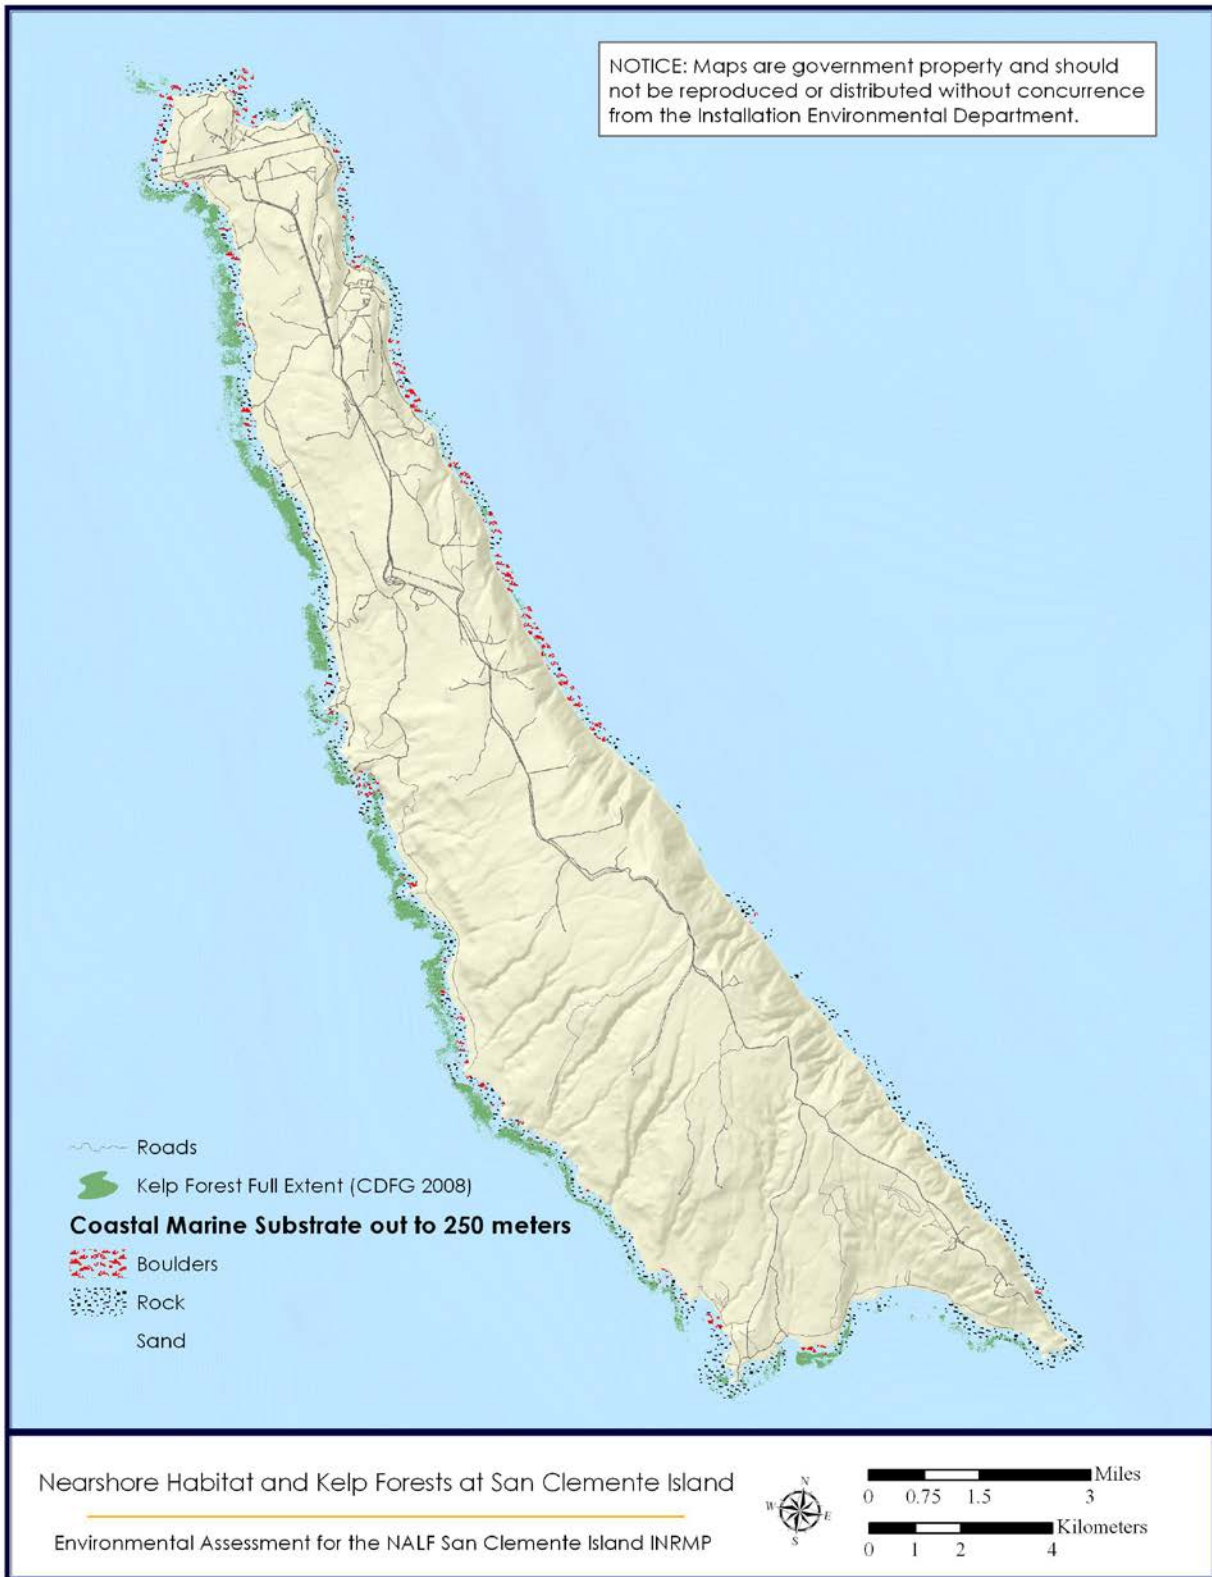 NOTICE: Maps are government property and should
not be reproduced or distributed without concurrence
from the Installation Environmental Department.
Roads
Kelp Forest Full Extent (CDFG 2008)
Coastal Marine Substrate out to 250 meters
Boulders
Rock
Sand
Nearshore Habitat and Kelp Forests at San Clemente Island
Environmental Assessment for the NALF San Clemente Island INRMP
N
W
E
S
Miles
0 0.75 1.5 3
Kilometers
0 1 2 4